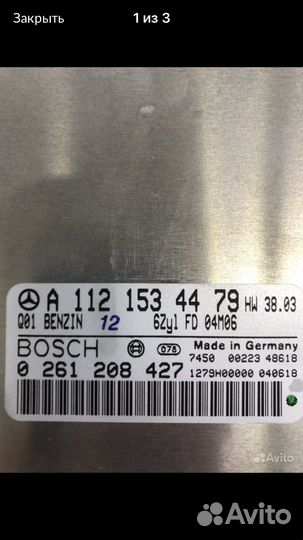 Закрыть
1 из 3
A 112 153 44 79 HW 38.03
Q01 BENZIN 12 6Zyl FD 04M06
BOSCH 078 Made in Germany
7450 00223 48618
0 261 208 427 1279H00000 040618
Avito
Avito